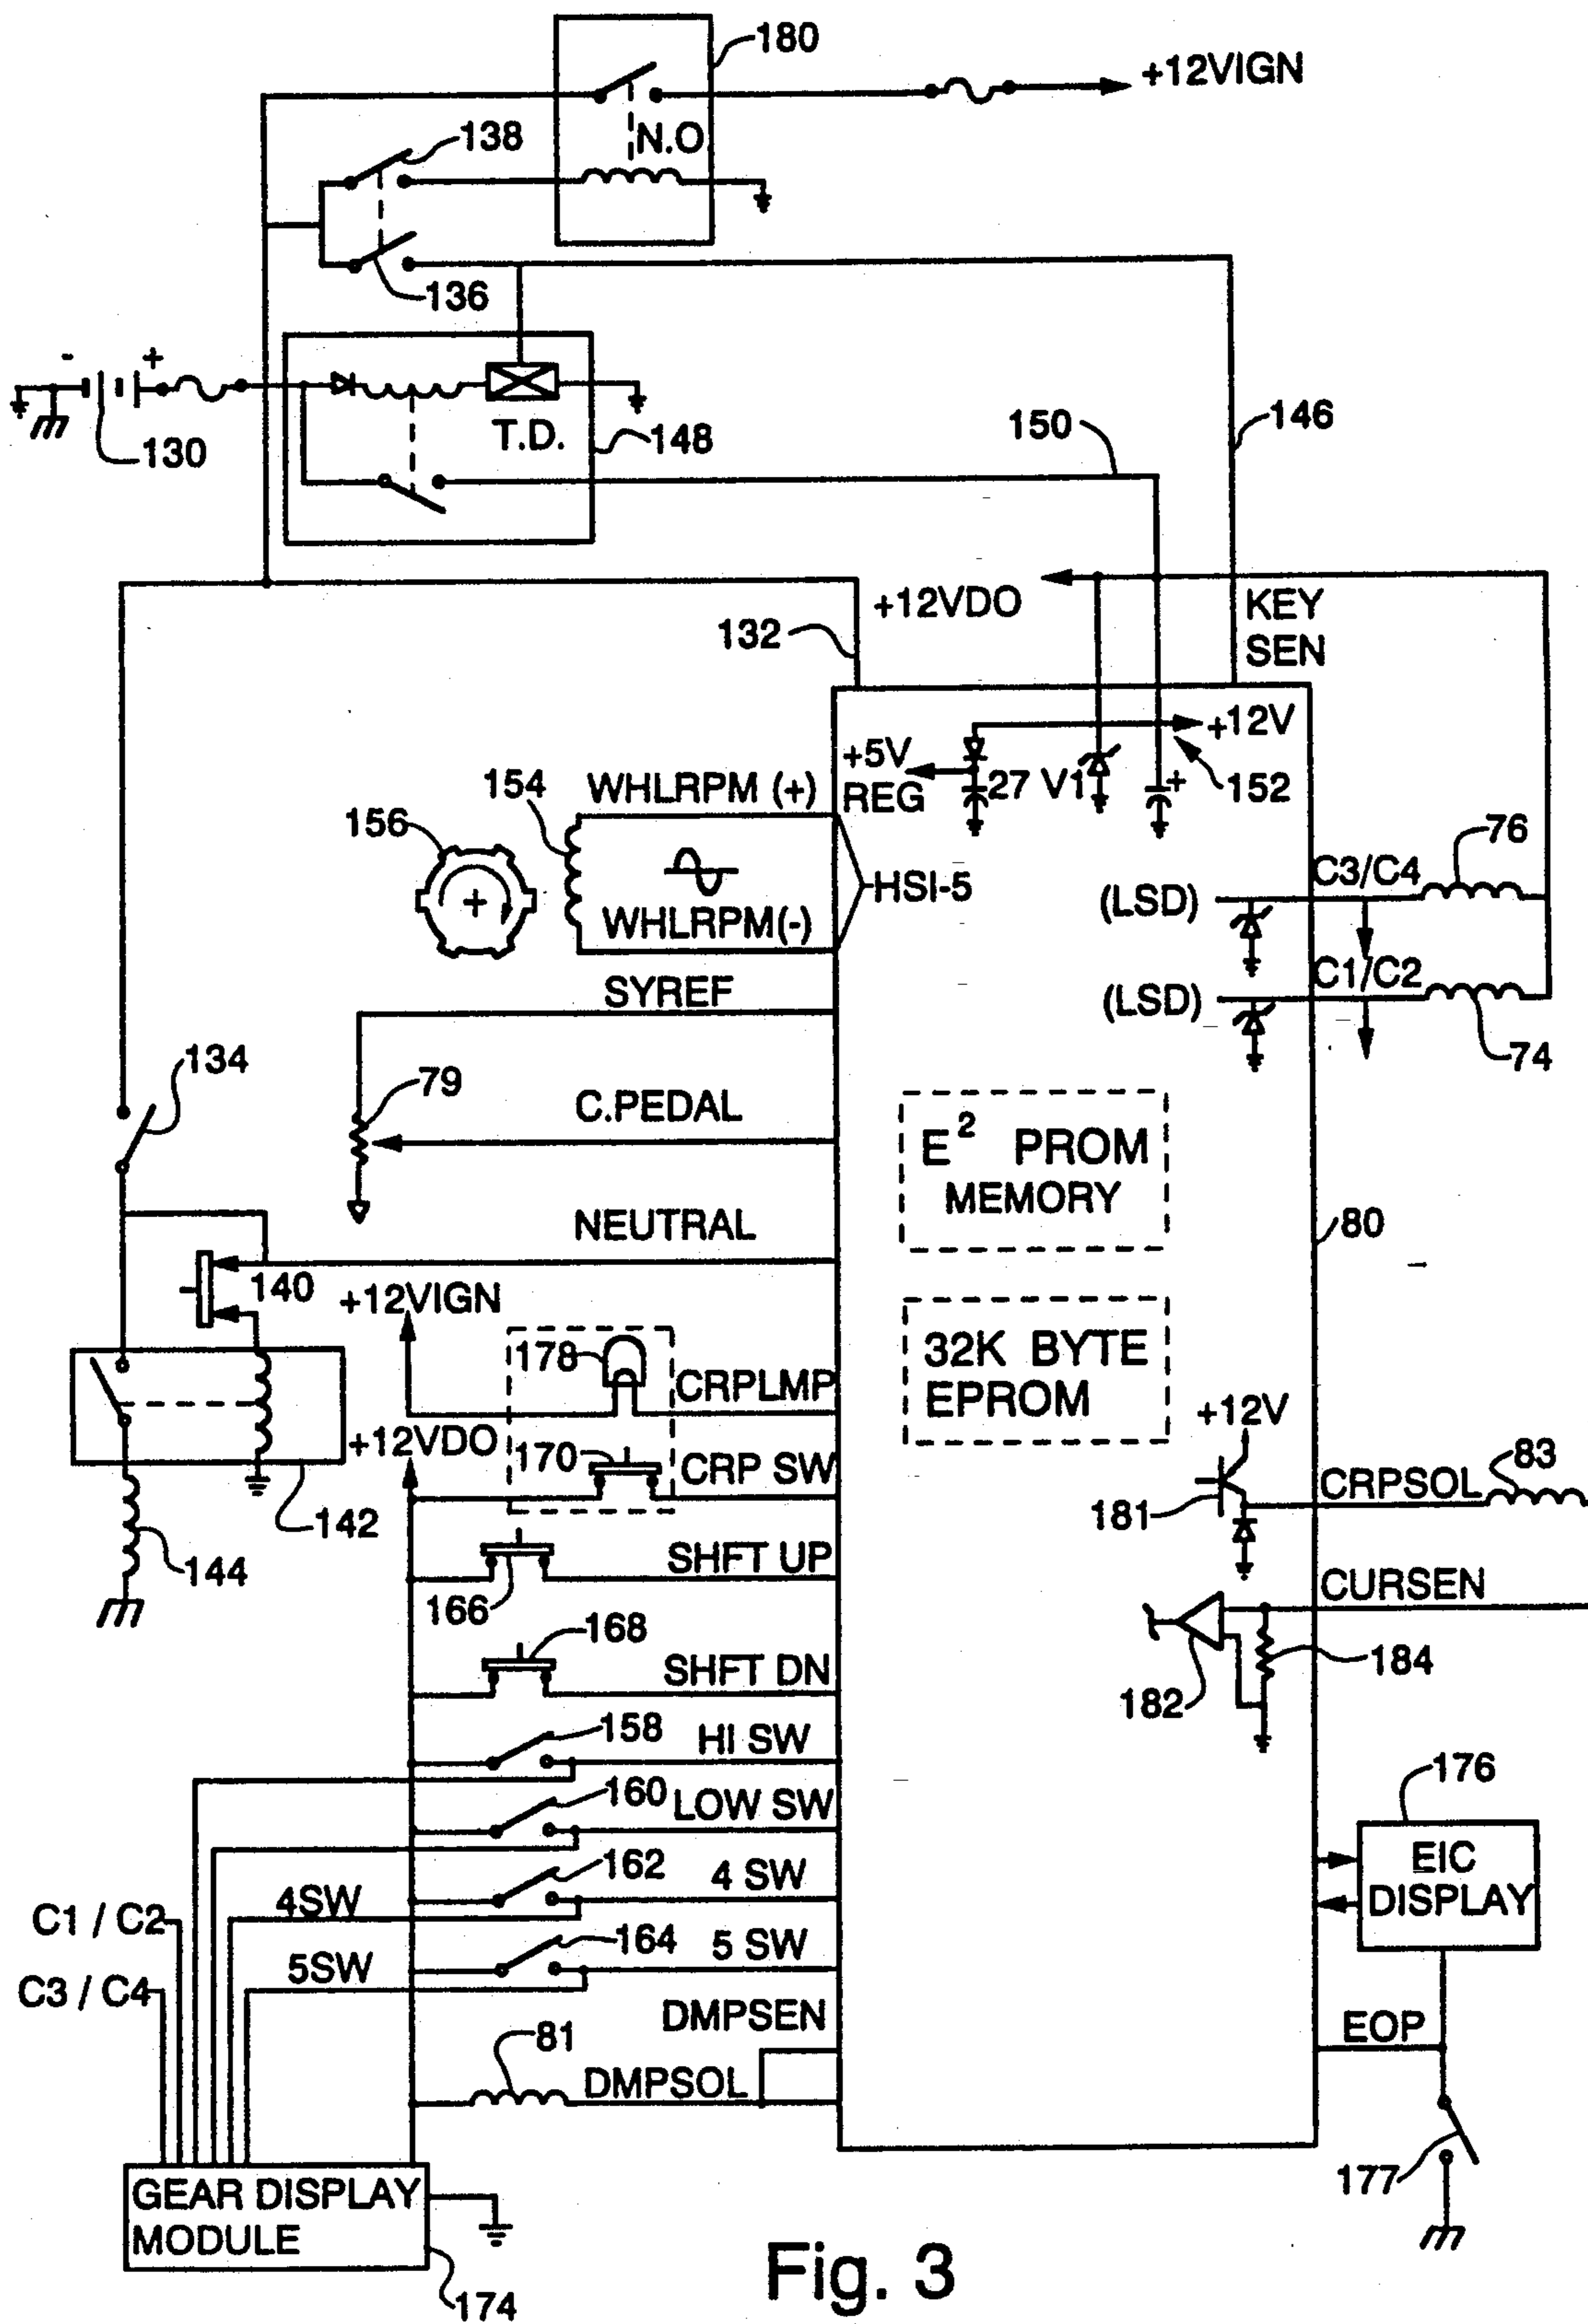 180
+12VIGN
N.O
138
136
- +
130
T.D.
148
150
146
+12VDO
KEY
SEN
132
+12V
+5V
REG
27 V1
152
154
WHLRPM (+)
156
HSI-5
WHLRPM(-)
76
C3/C4
(LSD)
C1/C2
(LSD)
74
SYREF
134
79
C.PEDAL
E² PROM
MEMORY
80
NEUTRAL
140
+12VIGN
178
CRPLMP
32K BYTE
EPROM
+12V
+12VDO
170
CRP SW
83
CRPSOL
181
142
144
166
SHFT UP
CURSEN
168
SHFT DN
184
182
158
HI SW
176
160
LOW SW
EIC
DISPLAY
162
4 SW
4SW
C1 / C2
164
5 SW
5SW
C3 / C4
DMPSEN
EOP
81
DMPSOL
177
GEAR DISPLAY
MODULE
174
Fig. 3